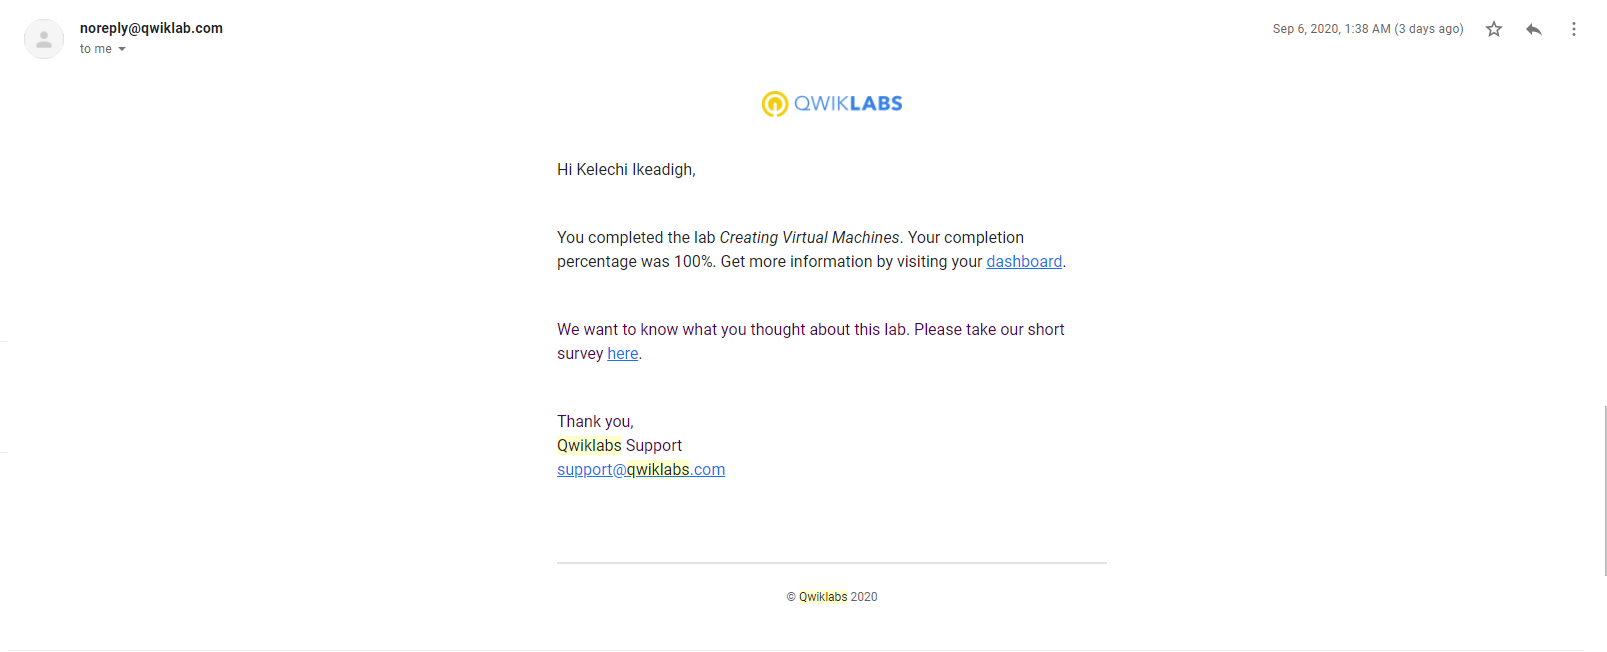 noreply@qwiklab.com
Sep 6, 2020, 1:38 AM (3 days ago)
to me
QWIKLABS
Hi Kelechi Ikeadigh,
You completed the lab Creating Virtual Machines. Your completion
percentage was 100%. Get more information by visiting your dashboard.
We want to know what you thought about this lab. Please take our short
survey here.
Thank you,
Qwiklabs Support
support@qwiklabs.com
© Qwiklabs 2020